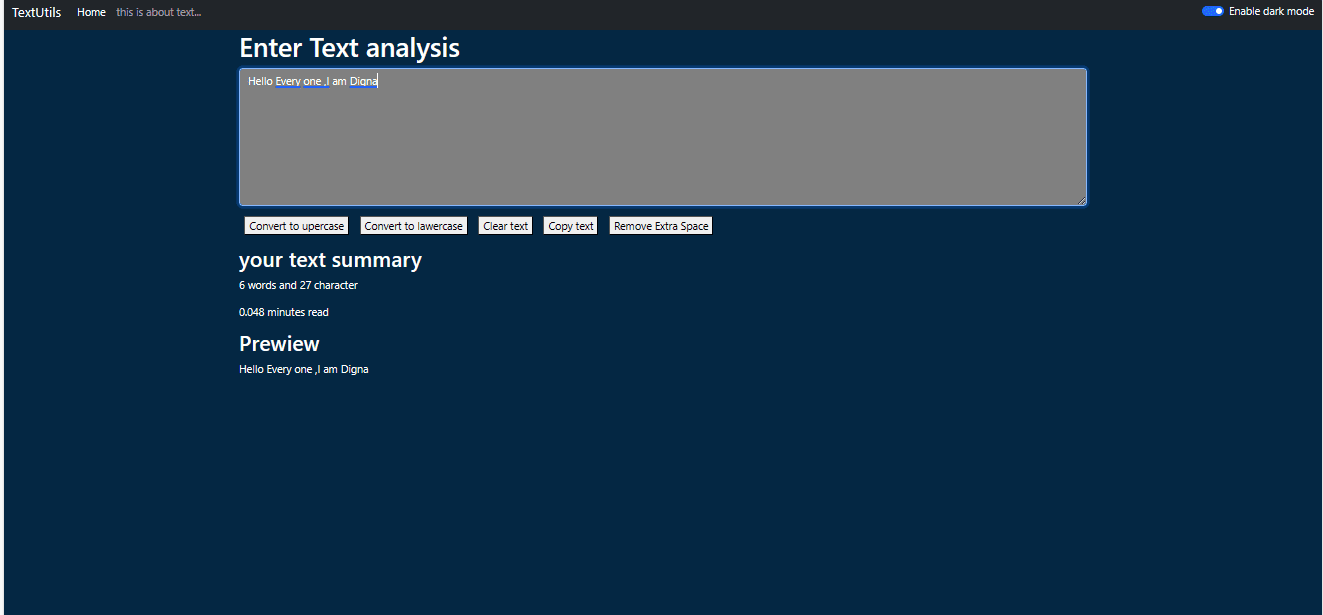 TextUtils Home this is about text... Enable dark mode
Enter Text analysis
Hello Every one ,I am Digna
Convert to upercase Convert to lawercase Clear text Copy text Remove Extra Space
your text summary
6 words and 27 character
0.048 minutes read
Prewiew
Hello Every one ,I am Digna